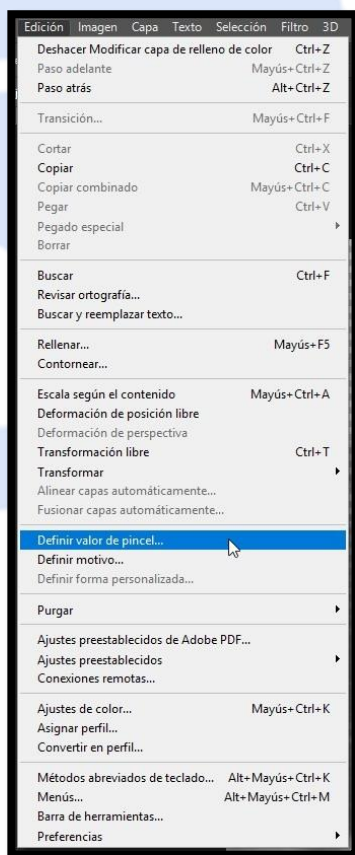 Edición Imagen Capa Texto Selección Filtro 3D
Deshacer Modificar capa de relleno de color Ctrl+Z
Paso adelante Mayús+Ctrl+Z
Paso atrás Alt+Ctrl+Z
Transición... Mayús+Ctrl+F
Cortar Ctrl+X
Copiar Ctrl+C
Copiar combinado Mayús+Ctrl+C
Pegar Ctrl+V
Pegado especial
Borrar
Buscar Ctrl+F
Revisar ortografía...
Buscar y reemplazar texto...
Rellenar... Mayús+F5
Contornear...
Escala según el contenido Mayús+Ctrl+A
Deformación de posición libre
Deformación de perspectiva
Transformación libre Ctrl+T
Transformar
Alinear capas automáticamente...
Fusionar capas automáticamente...
Definir valor de pincel...
Definir motivo...
Definir forma personalizada...
Purgar
Ajustes preestablecidos de Adobe PDF...
Ajustes preestablecidos
Conexiones remotas...
Ajustes de color... Mayús+Ctrl+K
Asignar perfil...
Convertir en perfil...
Métodos abreviados de teclado... Alt+Mayús+Ctrl+K
Menús... Alt+Mayús+Ctrl+M
Barra de herramientas...
Preferencias